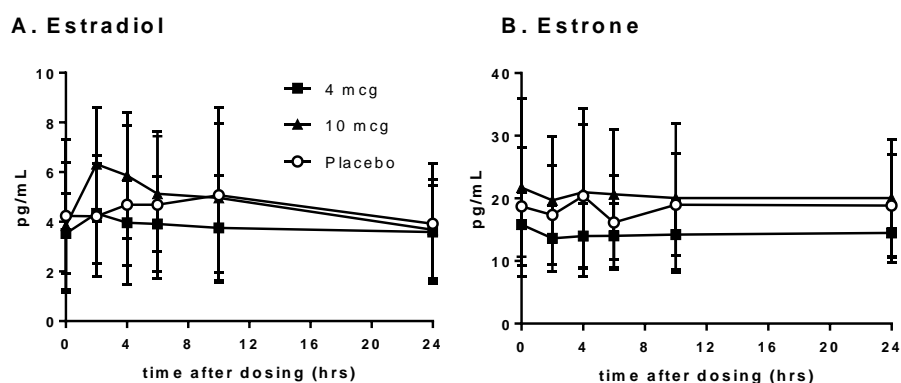 A. Estradiol
10
8
6
4
2
0
pg/mL
0 4 8 12 16 20 24
time after dosing (hrs)
4 mcg
10 mcg
Placebo
B. Estrone
40
30
20
10
0
pg/mL
0 4 8 12 16 20 24
time after dosing (hrs)